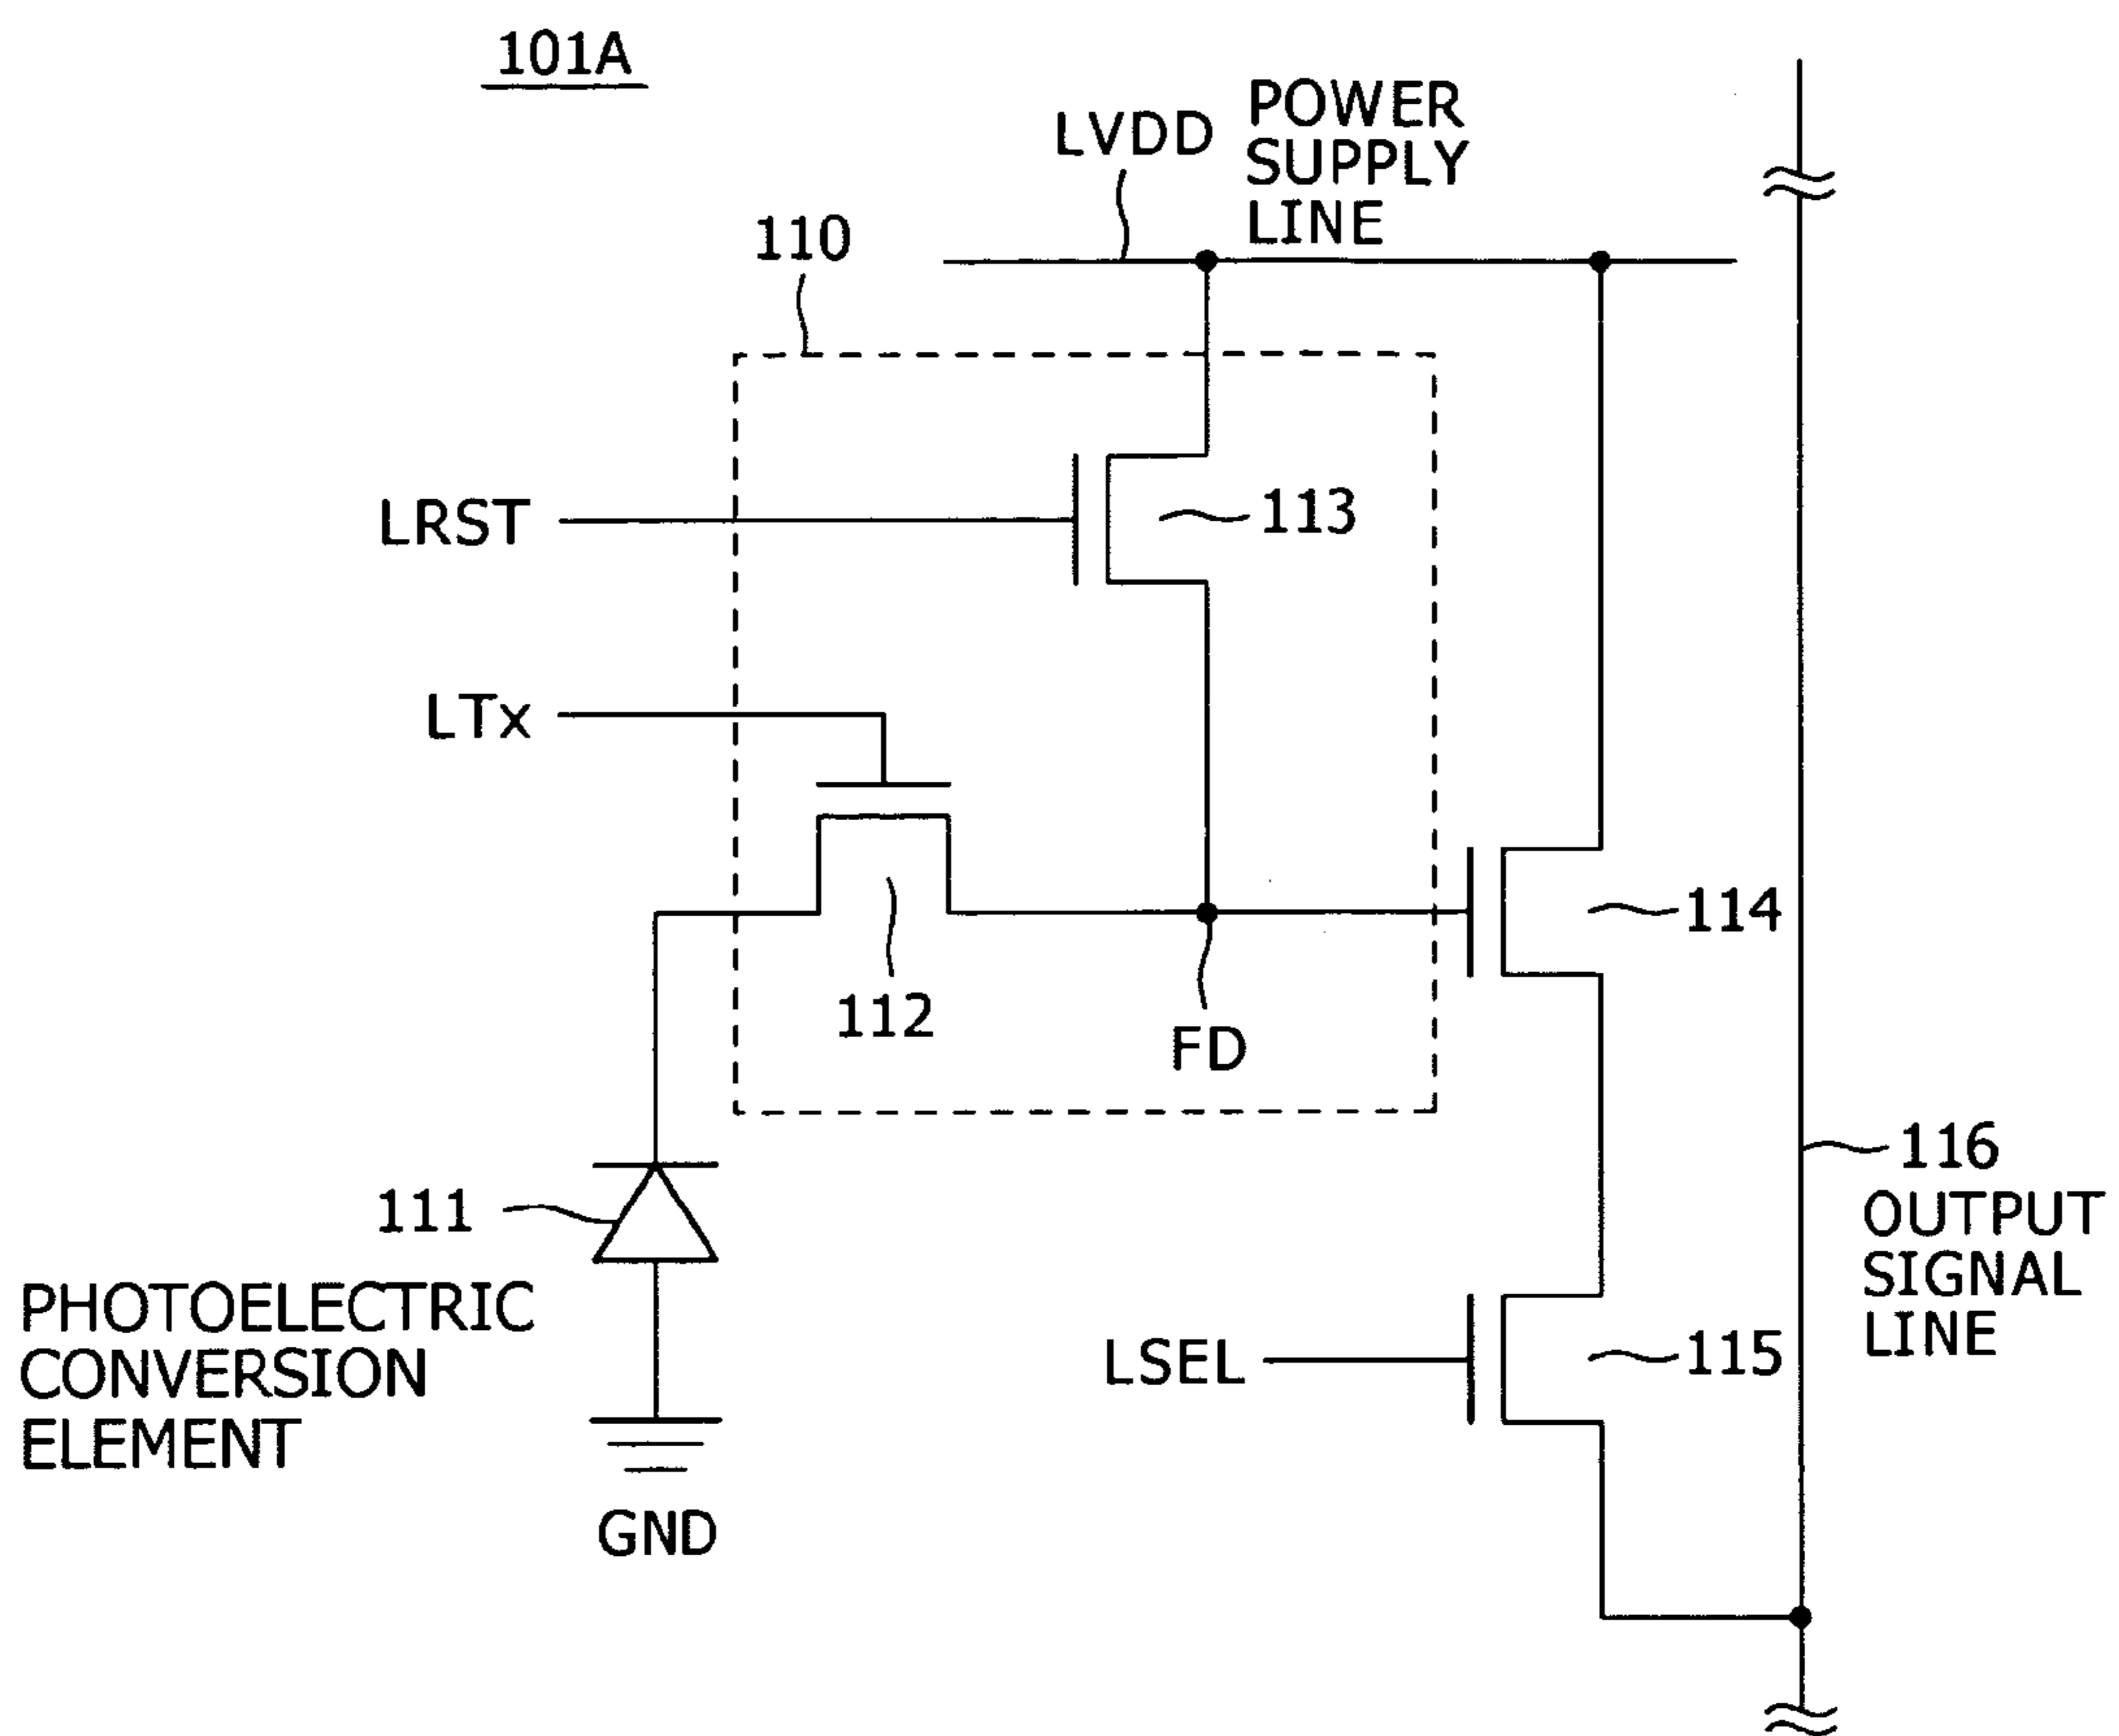 101A
LVDD
POWER
SUPPLY
LINE
110
LRST
113
LTx
114
112
FD
116
OUTPUT
SIGNAL
LINE
111
PHOTOELECTRIC
CONVERSION
ELEMENT
LSEL
115
GND